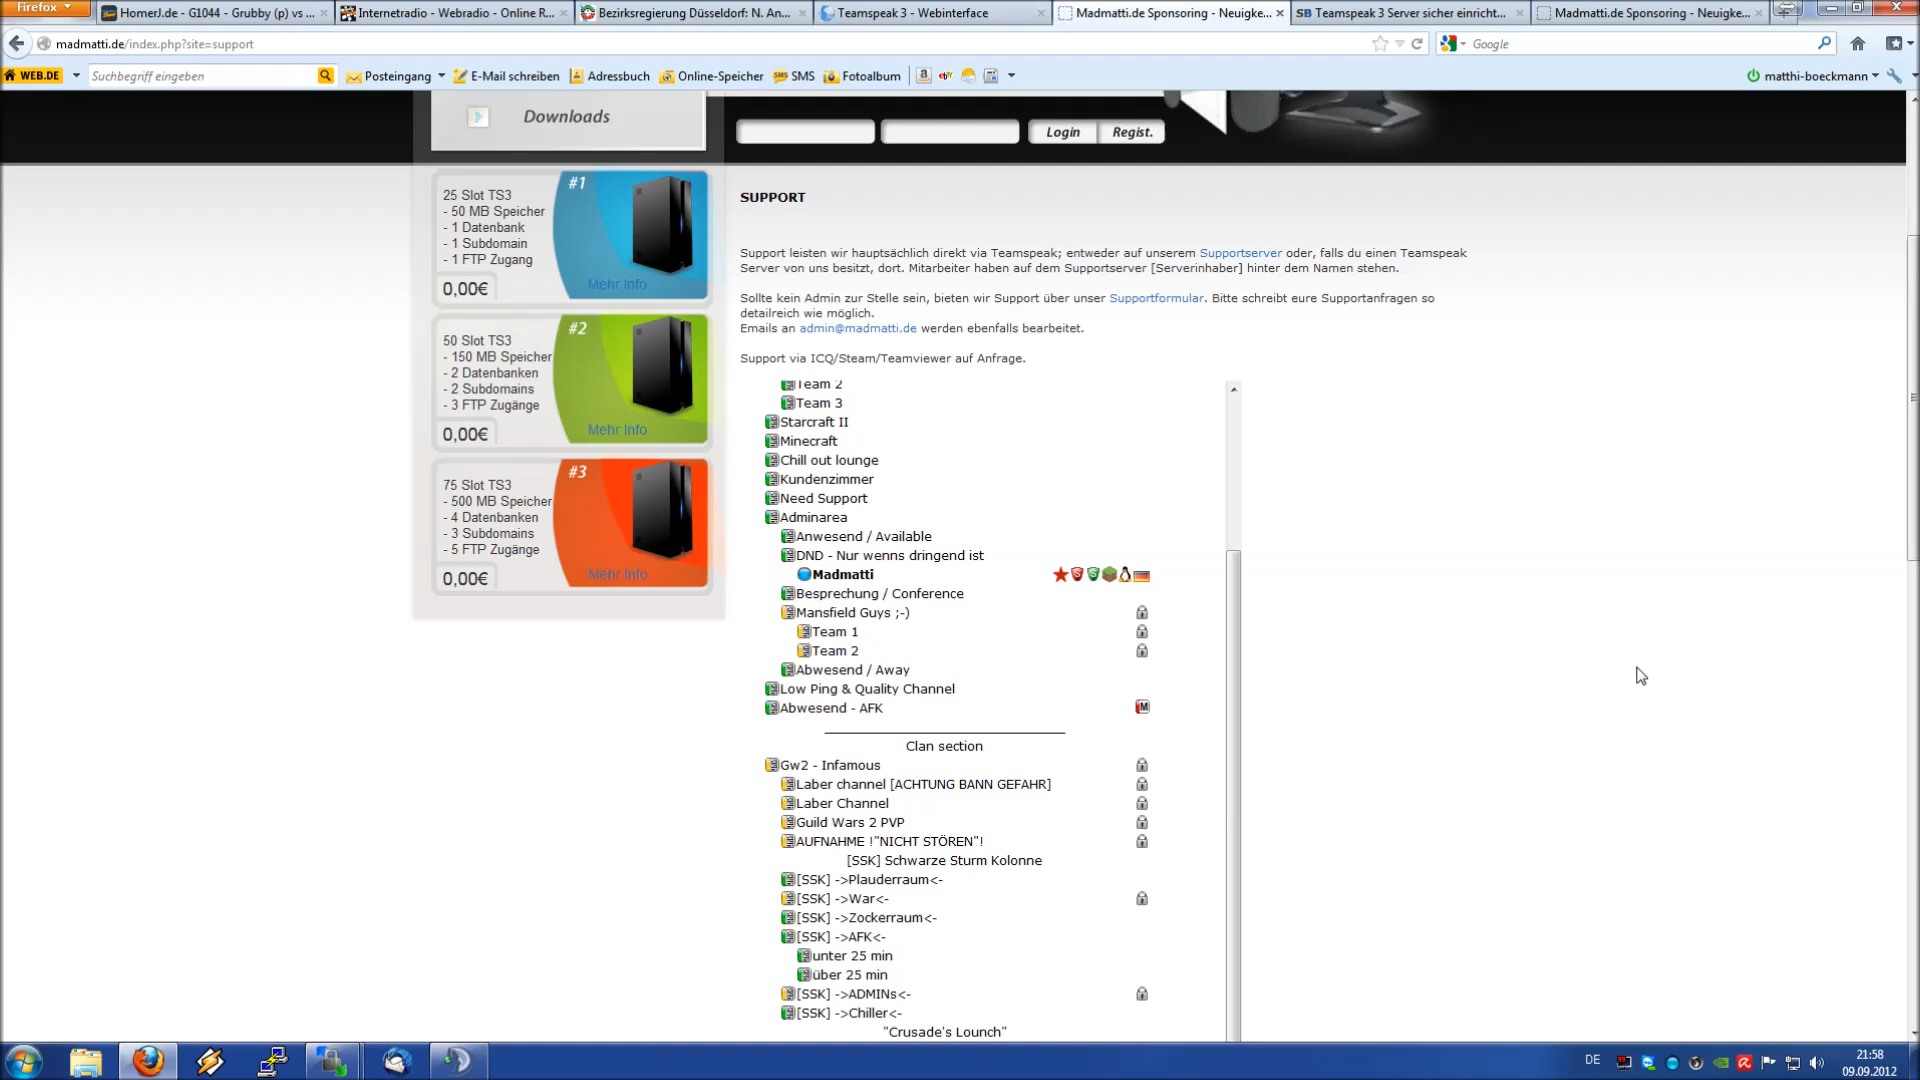 Firefox
HomerJ.de - G1044 - Grubby (p) vs ...
Internetradio - Webradio - Online R...
Bezirksregierung Düsseldorf: N. An...
Teamspeak 3 - Webinterface
Madmatti.de Sponsoring - Neuigke...
SB Teamspeak 3 Server sicher einricht...
Madmatti.de Sponsoring - Neuigke...
madmatti.de/index.php?site=support
Google
WEB.DE
Suchbegriff eingeben
Posteingang
E-Mail schreiben
Adressbuch
Online-Speicher
SMS SMS
Fotoalbum
a
matthi-boeckmann
Downloads
Login
Regist.
25 Slot TS3
- 50 MB Speicher
- 1 Datenbank
- 1 Subdomain
- 1 FTP Zugang
0,00€
#1
Mehr Info
50 Slot TS3
- 150 MB Speicher
- 2 Datenbanken
- 2 Subdomains
- 3 FTP Zugänge
0,00€
#2
Mehr Info
75 Slot TS3
- 500 MB Speicher
- 4 Datenbanken
- 3 Subdomains
- 5 FTP Zugänge
0,00€
#3
Mehr Info
SUPPORT
Support leisten wir hauptsächlich direkt via Teamspeak; entweder auf unserem Supportserver oder, falls du einen Teamspeak
Server von uns besitzt, dort. Mitarbeiter haben auf dem Supportserver [Serverinhaber] hinter dem Namen stehen.
Sollte kein Admin zur Stelle sein, bieten wir Support über unser Supportformular. Bitte schreibt eure Supportanfragen so
detailreich wie möglich.
Emails an admin@madmatti.de werden ebenfalls bearbeitet.
Support via ICQ/Steam/Teamviewer auf Anfrage.
Team 2
Team 3
Starcraft II
Minecraft
Chill out lounge
Kundenzimmer
Need Support
Adminarea
Anwesend / Available
DND - Nur wenns dringend ist
Madmatti
Besprechung / Conference
Mansfield Guys ;-)
Team 1
Team 2
Abwesend / Away
Low Ping & Quality Channel
Abwesend - AFK
M
Clan section
Gw2 - Infamous
Laber channel [ACHTUNG BANN GEFAHR]
Laber Channel
Guild Wars 2 PVP
AUFNAHME !"NICHT STÖREN"!
[SSK] Schwarze Sturm Kolonne
[SSK] ->Plauderraum<-
[SSK] ->War<-
[SSK] ->Zockerraum<-
[SSK] ->AFK<-
unter 25 min
über 25 min
[SSK] ->ADMINs<-
[SSK] ->Chiller<-
"Crusade's Lounch"
DE
21:58
09.09.2012